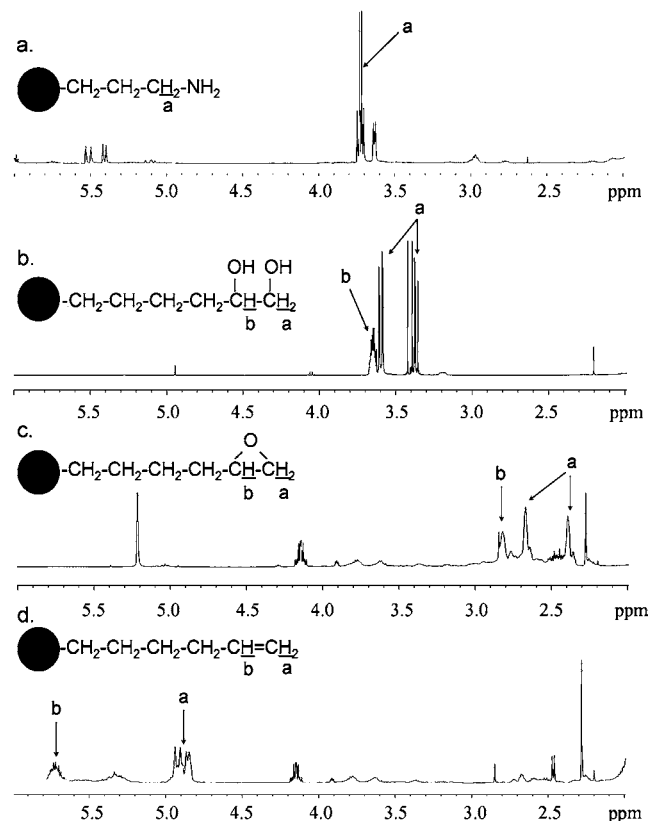 a.
a
-CH2-CH2-CH2-NH2
a
5.5 5.0 4.5 4.0 3.5 3.0 2.5 ppm
b.
a
OH OH
b
-CH2-CH2-CH2-CH2-CH-CH2
b a
5.5 5.0 4.5 4.0 3.5 3.0 2.5 ppm
c.
O
b a
-CH2-CH2-CH2-CH2-CH-CH2
b a
5.5 5.0 4.5 4.0 3.5 3.0 2.5 ppm
d.
-CH2-CH2-CH2-CH2-CH=CH2
b a
b a
5.5 5.0 4.5 4.0 3.5 3.0 2.5 ppm